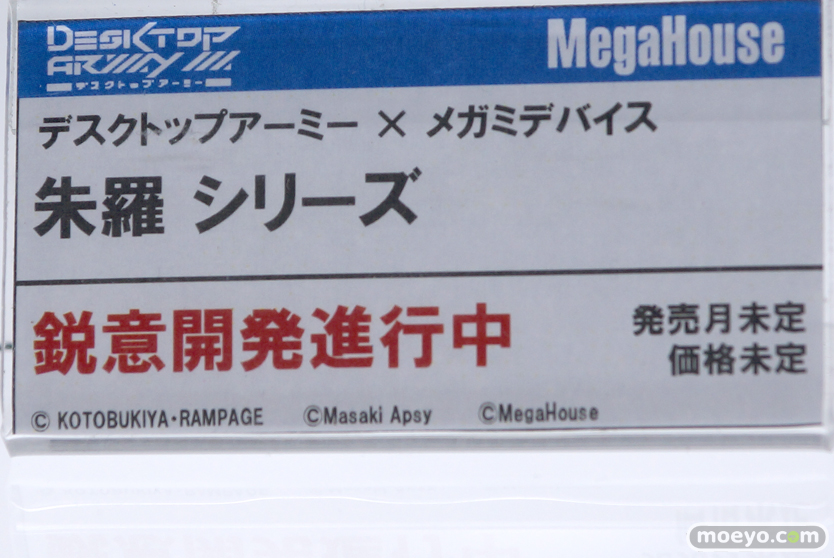 DESKTOP MegaHouse
ARMY
デスクトップアーミー
デスクトップアーミー × メガミデバイス
朱羅 シリーズ
鋭意開発進行中 発売月未定
価格未定
© KOTOBUKIYA・RAMPAGE ©Masaki Apsy ©MegaHouse
moeyo.com